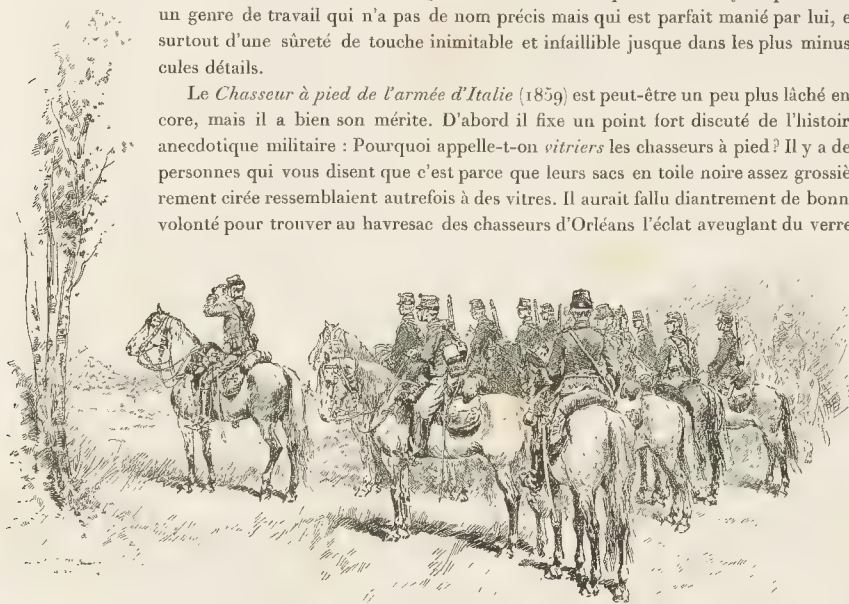 un genre de travail qui n'a pas de nom précis mais qui est parfait manié par lui, e
surtout d'une sûreté de touche inimitable et infaillible jusque dans les plus minus
cules détails.
Le Chasseur à pied de l'armée d'Italie (1859) est peut-être un peu plus lâché en
core, mais il a bien son mérite. D'abord il fixe un point fort discuté de l'histoir
anecdotique militaire : Pourquoi appelle-t-on vitriers les chasseurs à pied ? Il y a de
personnes qui vous disent que c'est parce que leurs sacs en toile noire assez grossiè
rement cirée ressemblaient autrefois à des vitres. Il aurait fallu diantrement de bonn
volonté pour trouver au havresac des chasseurs d'Orléans l'éclat aveuglant du verre